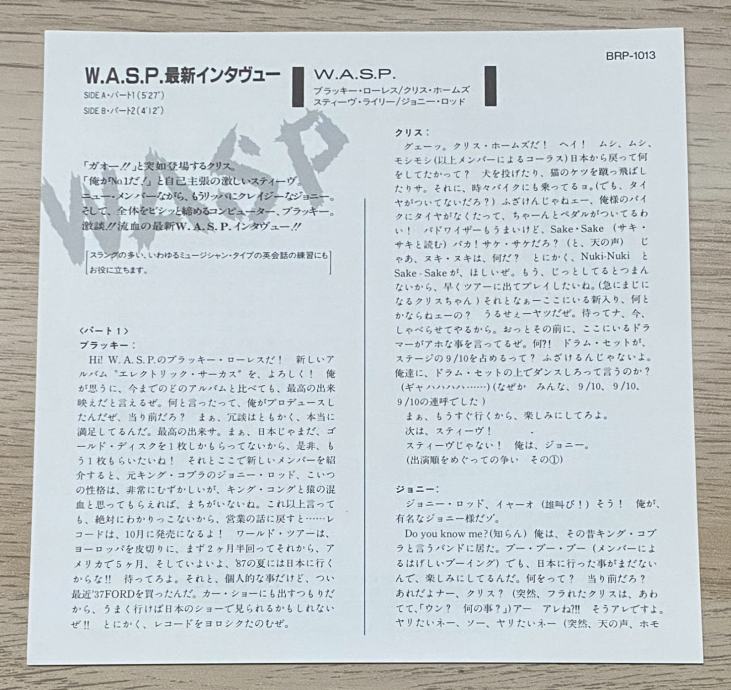 BRP-1013
W.A.S.P.最新インタヴュー
SIDE A・パート1(5'27")
SIDE B・パート2(4'12")
W.A.S.P.
ブラッキー・ローレス/クリス・ホームズ
スティーヴ・ライリー/ジョニー・ロッド
WASP
「ガオー!!」と突如登場するクリス。
「俺がNo.1だ!」と自己主張の激しいスティーヴ。
ニュー・メンバーながら、もうリッパにクレイジーなジョニー。
そして、全体をビシッと締めるコンピューター、ブラッキー。
激談!!流血の最新W.A.S.P.インタヴュー!!
スラングの多い、いわゆるミュージシャン・タイプの英会話の練習にも
お役に立ちます。
〈パート1〉
ブラッキー:
Hi! W.A.S.P.のブラッキー・ローレスだ! 新しいア
ルバム "エレクトリック・サーカス" を、よろしく! 俺
が思うに、今までのどのアルバムと比べても、最高の出来
映えだと言えるぜ。何と言ったって、俺がプロデュースし
たんだぜ、当り前だろ? まぁ、冗談はともかく、本当に
満足してるんだ。最高の出来サ。まぁ、日本じゃまだ、ゴ
ールド・ディスクを1枚しかもらってないから、是非、も
う1枚もらいたいね! それとここで新しいメンバーを紹
介すると、元キング・コブラのジョニー・ロッド、こいつ
の性格は、非常にむずかしいが、キング・コングと猿の混
血と思ってもらえれば、まちがいないね。これ以上言って
も、絶対にわかりっこないから、営業の話に戻すと……レ
コードは、10月に発売になるよ! ワールド・ツアーは、
ヨーロッパを皮切りに、まず2ヶ月半回ってそれから、ア
メリカで5ヶ月、そしていよいよ、'87の夏には日本に行く
からな!! 待ってろよ。それと、個人的な事だけど、つい
最近'37FORDを買ったんだ。カー・ショーにも出すつもりだ
から、うまく行けば日本のショーで見られるかもしれない
ぜ!! とにかく、レコードをヨロシクたのむぜ。
クリス:
グェーッ。クリス・ホームズだ! ヘイ! ムシ、ムシ、
モシモシ(以上メンバーによるコーラス)日本から戻って何
をしてたかって? 犬を投げたり、猫のケツを蹴っ飛ばし
たりサ。それに、時々バイクにも乗ってるョ。(でも、タイ
ヤがついてないだろ?) ふざけんじゃねェー、俺様のバイ
クにタイヤがなくたって、ちゃーんとペダルがついてるわ
い! バドワイザーもうまいけど、Sake・Sake (サキ・
サキと読む) バカ! サケ・サケだろ? (と、天の声) じ
ゃあ、ヌキ・ヌキは、何だ? とにかく、Nuki-Nuki と
Sake-Sakeが、ほしいぜ。もう、じっとしてるとつまん
ないから、早くツアーに出てプレイしたいね。(急にまじに
なるクリスちゃん) それとなぁーここにいる新入り、何と
かならねェーの? うるせぇーヤツだぜ。待ってナ、今、
しゃべらせてやるから。おっとその前に、ここにいるドラ
マーがアホな事を言ってるぜ。何?! ドラム・セットが、
ステージの9/10を占めるって? ふざけるんじゃないよ。
俺達に、ドラム・セットの上でダンスしろって言うのか?
(ギャハハハハ……)(なぜか みんな、9/10、9/10、
9/10の連呼でした)
まぁ、もうすぐ行くから、楽しみにしてろよ。
次は、スティーヴ!
スティーヴじゃない! 俺は、ジョニー。
(出演順をめぐっての争い その①)
ジョニー:
ジョニー・ロッド、イャーオ (雄叫び!) そう! 俺が、
有名なジョニー様だゾ。
Do you know me?(知らん) 俺は、その昔キング・コブ
ラと言うバンドに居た。ブー・ブー・ブー (メンバーによ
るはげしいブーイング) でも、日本に行った事がまだない
んで、楽しみにしてるんだ。何をって? 当り前だろ?
あれだよナー、クリス? (突然、フラれたクリスは、あわ
てて、「ウン? 何の事?」)アー アレね?!! そうアレですよ。
ヤリたいネー、ソー、ヤリたいネー (突然、天の声、ホモ